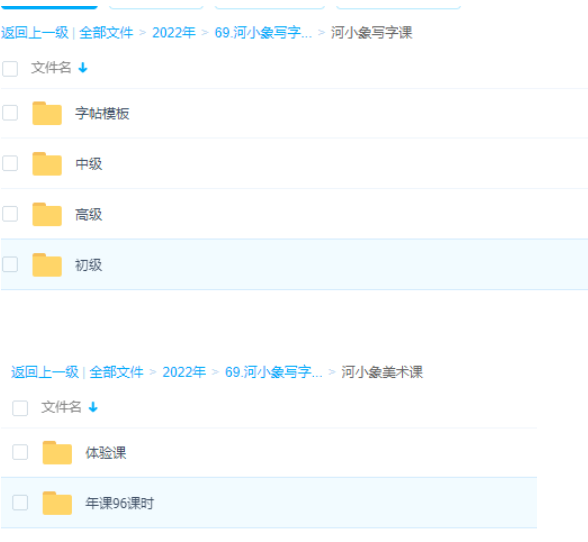 返回上一级 | 全部文件 > 2022年 > 69.河小象写字... > 河小象写字课
文件名
字帖模板
中级
高级
初级
返回上一级 | 全部文件 > 2022年 > 69.河小象写字... > 河小象美术课
文件名
体验课
年课96课时